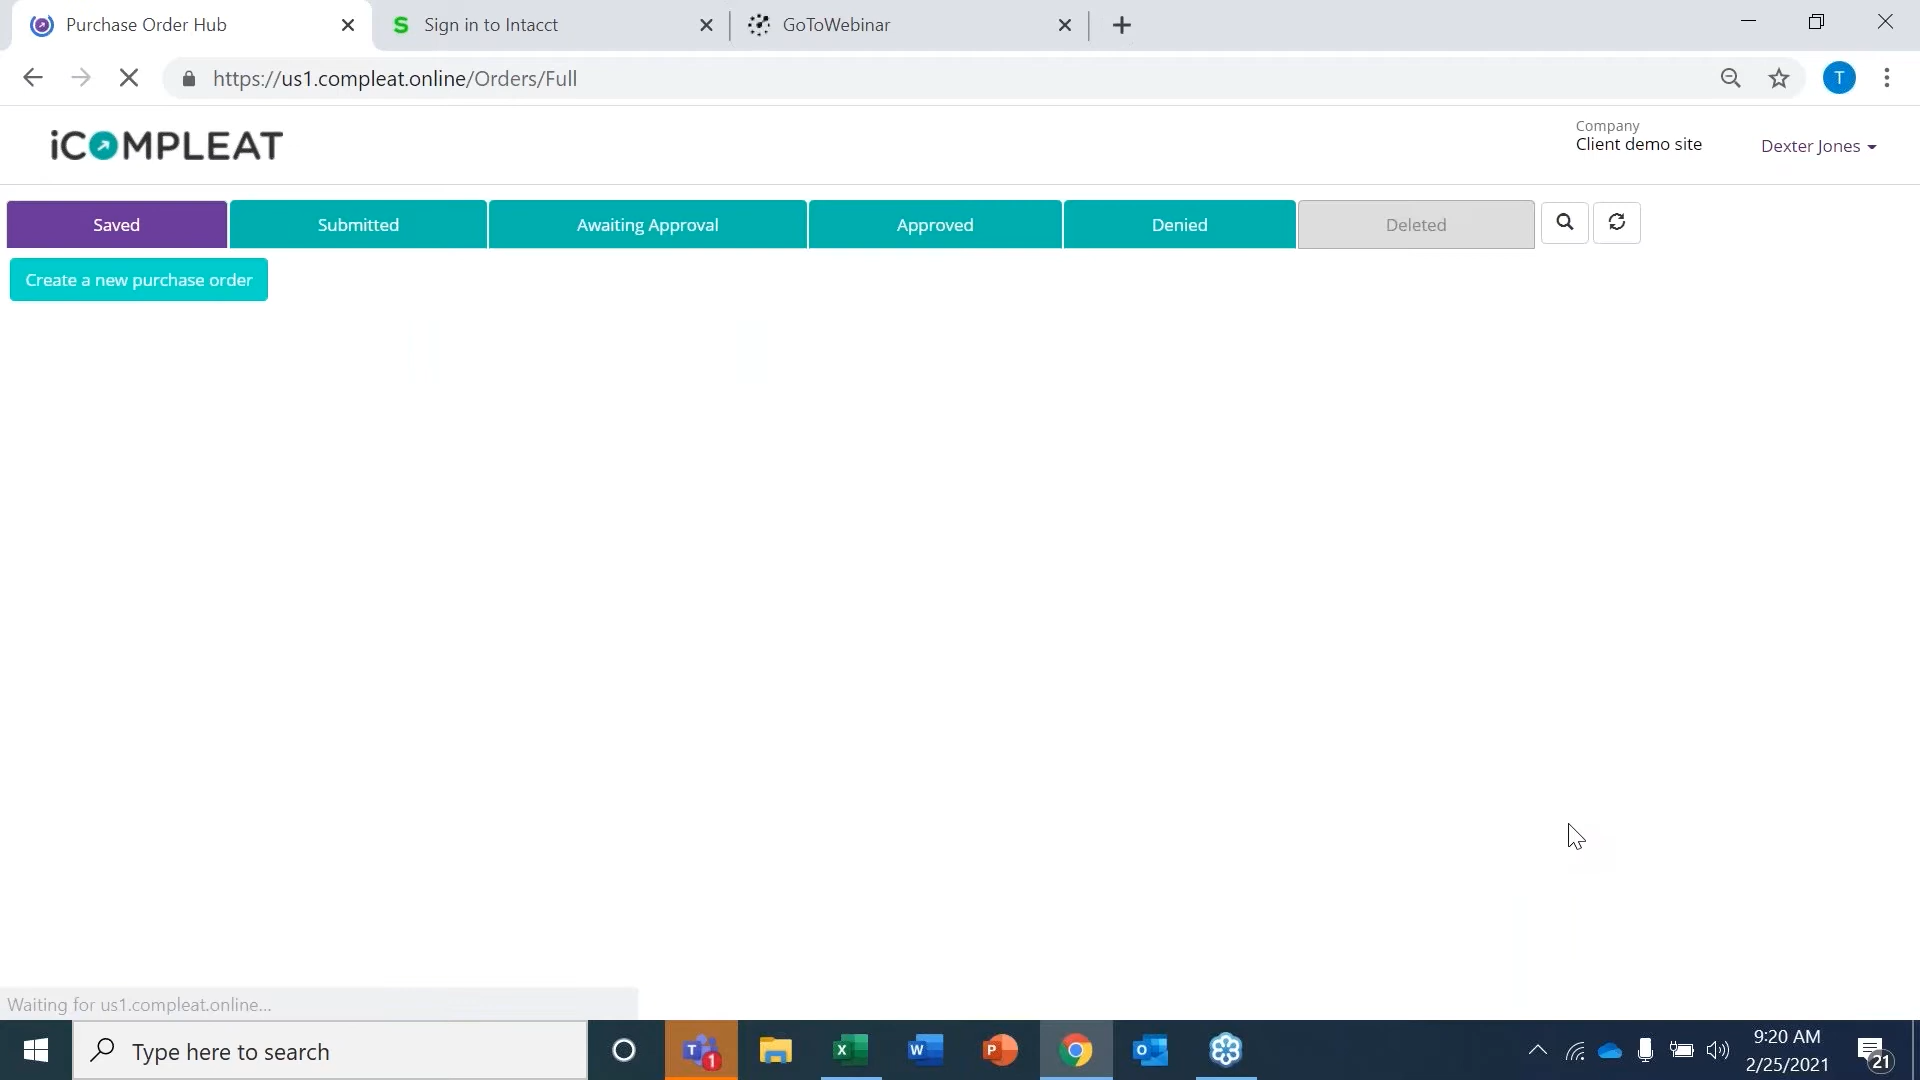 Purchase Order Hub
Sign in to Intacct
GoToWebinar
https://us1.compleat.online/Orders/Full
T
iCOMPLEAT
Company
Client demo site
Dexter Jones
Saved
Submitted
Awaiting Approval
Approved
Denied
Deleted
Create a new purchase order
Waiting for us1.compleat.online...
Type here to search
9:20 AM
2/25/2021
21